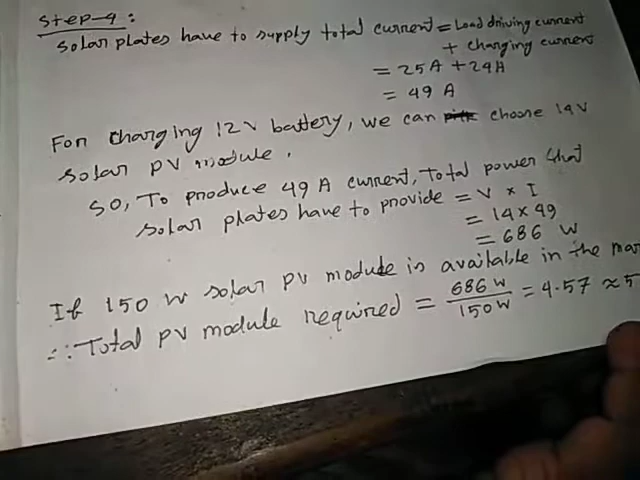 Step-4:
Solar plates have to supply total current = Load driving current
+ charging current
= 25A + 24A
= 49 A
For charging 12V battery, we can choose 14V
solar PV module.
So, To produce 49 A current, Total power that
solar plates have to provide = V × I
= 14 × 49
= 686 W
If 150 W solar PV module is available in the
∴ Total PV module required = 686 W / 150 W = 4.57 ≈ 5